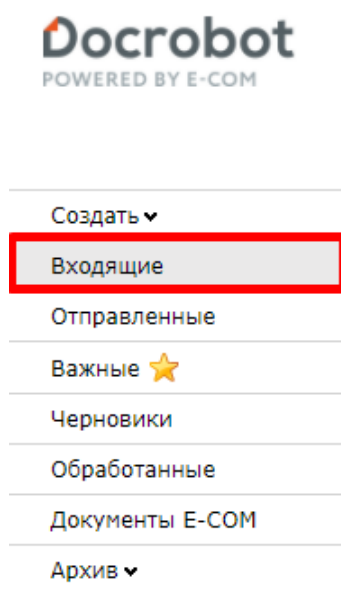 Docrobot
POWERED BY E-COM
Создать
Входящие
Отправленные
Важные
Черновики
Обработанные
Документы E-COM
Архив